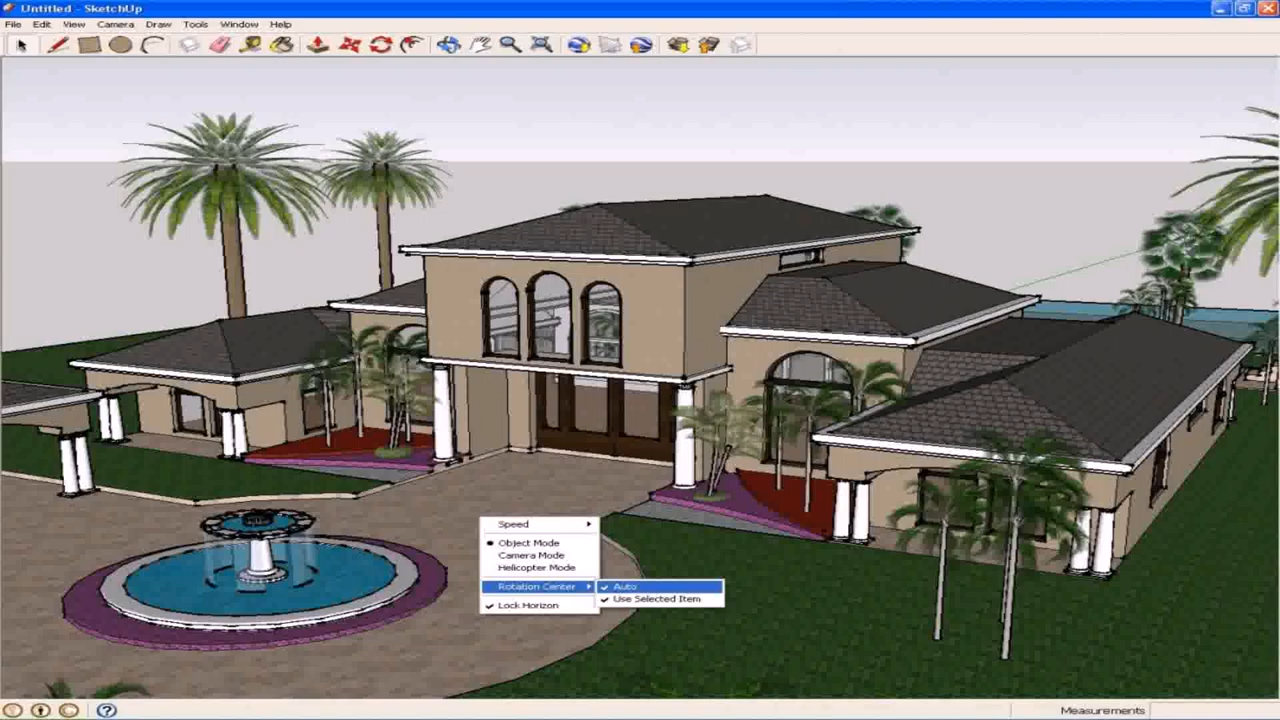 Untitled - SketchUp
File Edit View Camera Draw Tools Window Help
Speed
Object Mode
Camera Mode
Helicopter Mode
Rotation Center
Auto
Use Selected Item
Lock Horizon
Measurements